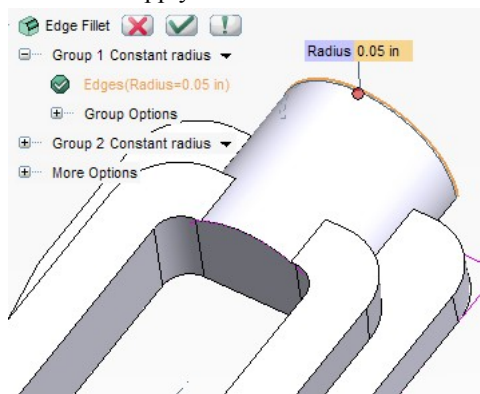 Edge Fillet
Group 1 Constant radius
Radius 0.05 in
Edges(Radius=0.05 in)
Group Options
Group 2 Constant radius
More Options